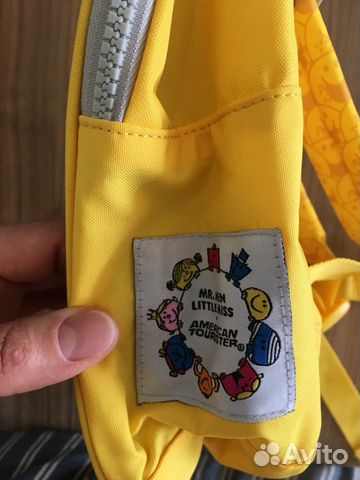 MR. MEN
LITTLE MISS
AMERICAN
TOURISTER®
Avito